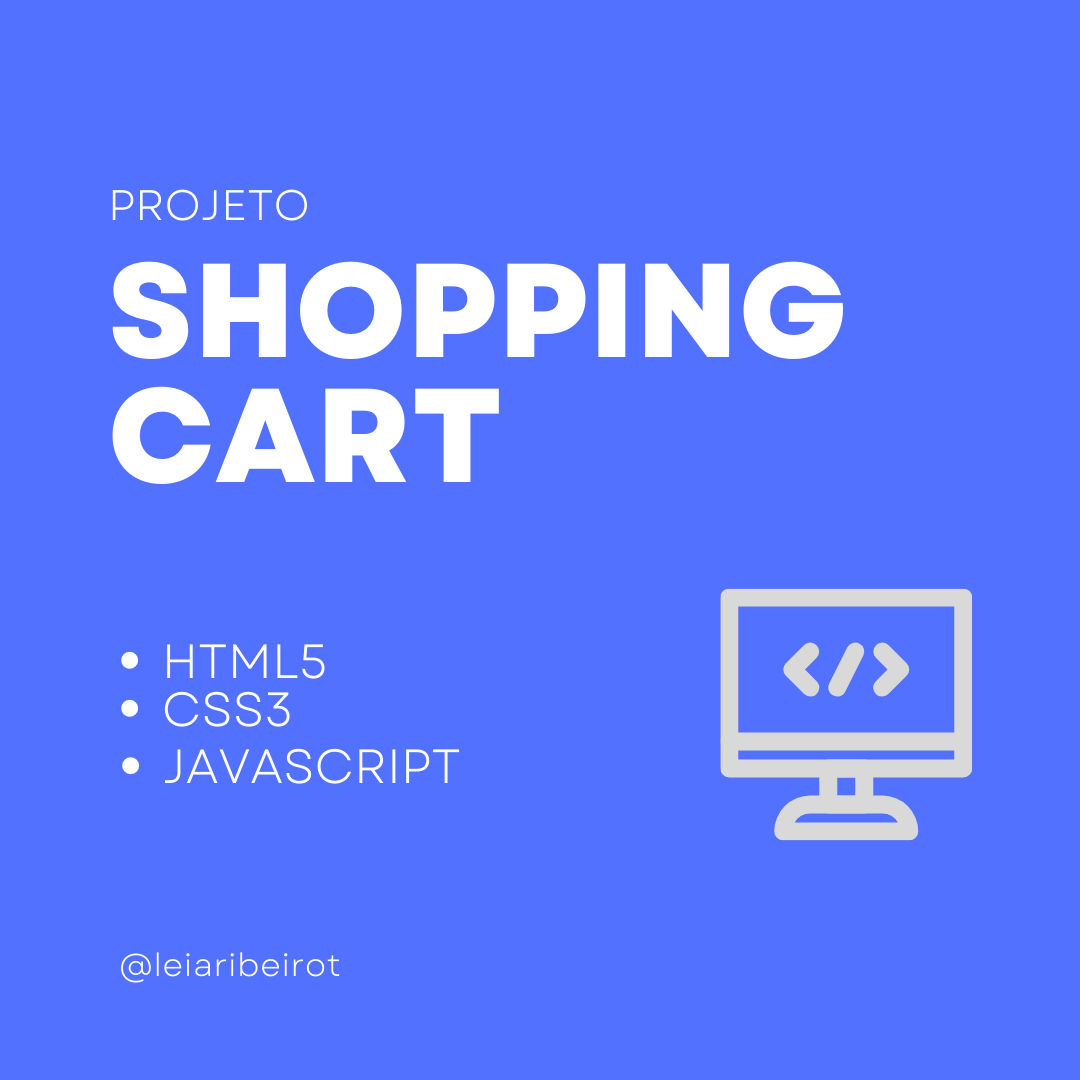 PROJETO
SHOPPING
CART
</>
• HTML5
• CSS3
• JAVASCRIPT
@leiaribeirot